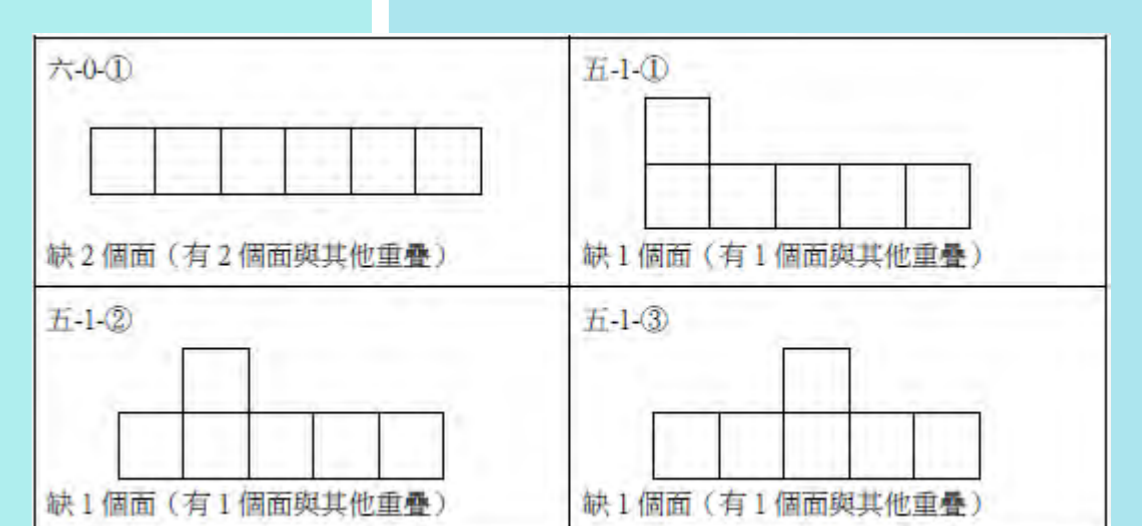 六-0-①
缺 2 個面（有 2 個面與其他重疊）
五-1-①
缺 1 個面（有 1 個面與其他重疊）
五-1-②
缺 1 個面（有 1 個面與其他重疊）
五-1-③
缺 1 個面（有 1 個面與其他重疊）